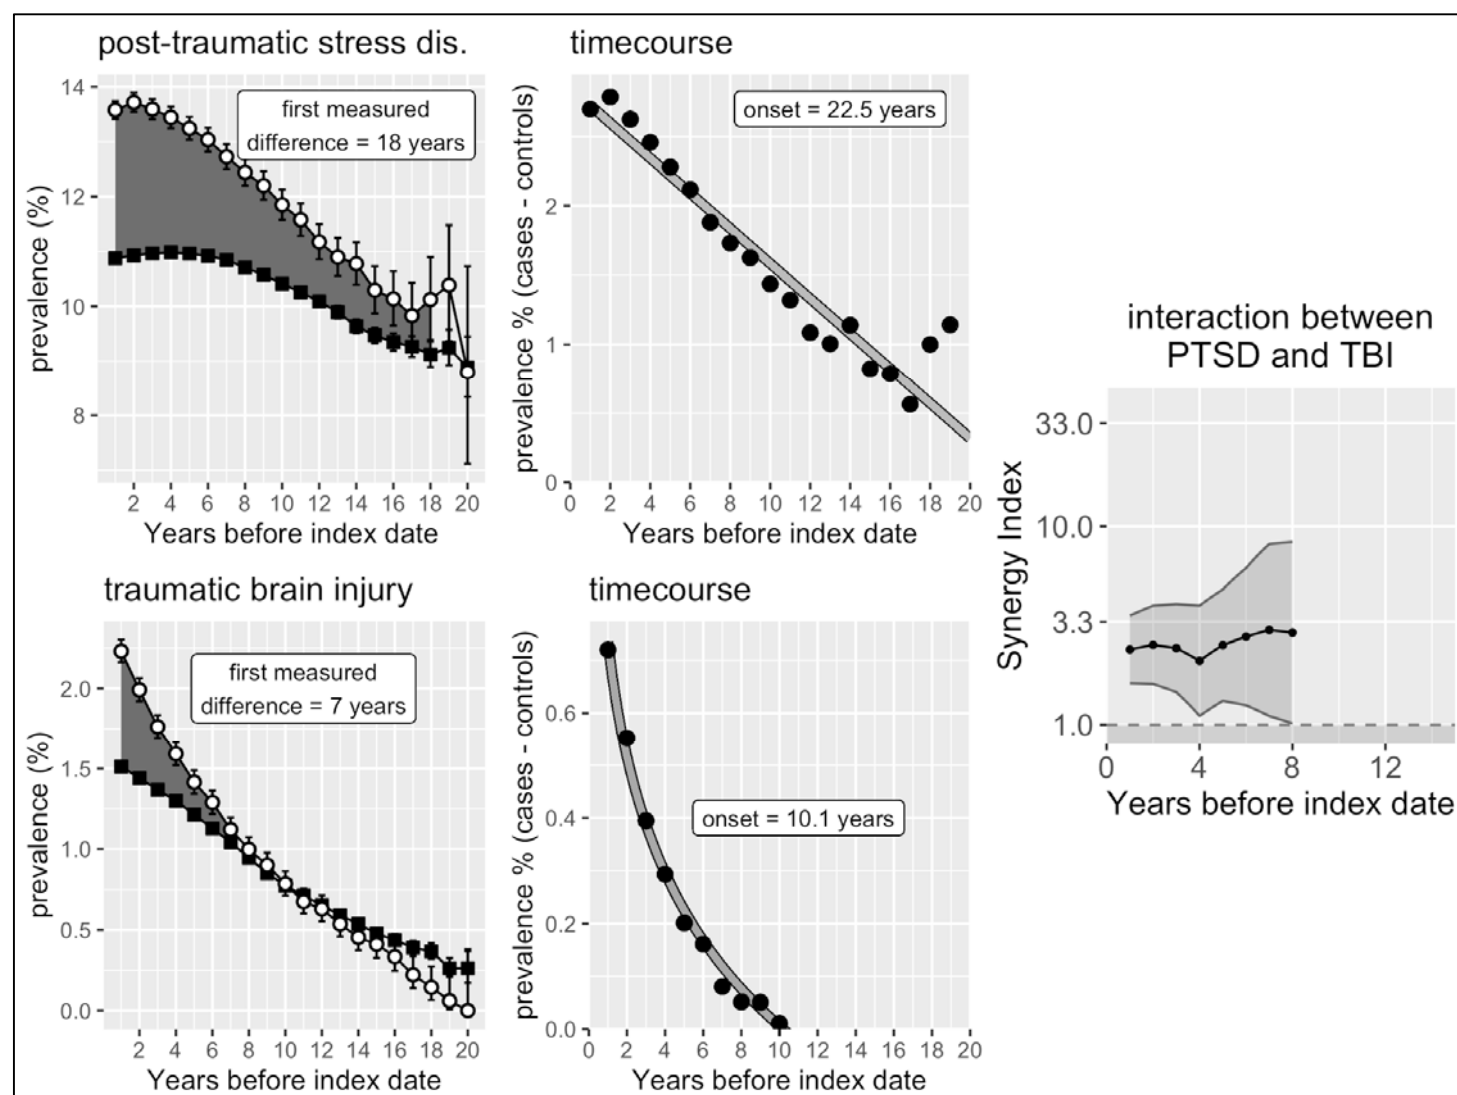 post-traumatic stress dis.
first measured
difference = 18 years
14
12
10
8
prevalence (%)
2 4 6 8 10 12 14 16 18 20
Years before index date
timecourse
onset = 22.5 years
2
1
0
prevalence % (cases - controls)
0 2 4 6 8 10 12 14 16 18 20
Years before index date
traumatic brain injury
first measured
difference = 7 years
2.0
1.5
1.0
0.5
0.0
prevalence (%)
2 4 6 8 10 12 14 16 18 20
Years before index date
timecourse
onset = 10.1 years
0.6
0.4
0.2
0.0
prevalence % (cases - controls)
0 2 4 6 8 10 12 14 16 18 20
Years before index date
interaction between
PTSD and TBI
33.0
10.0
3.3
1.0
Synergy Index
0 4 8 12
Years before index date